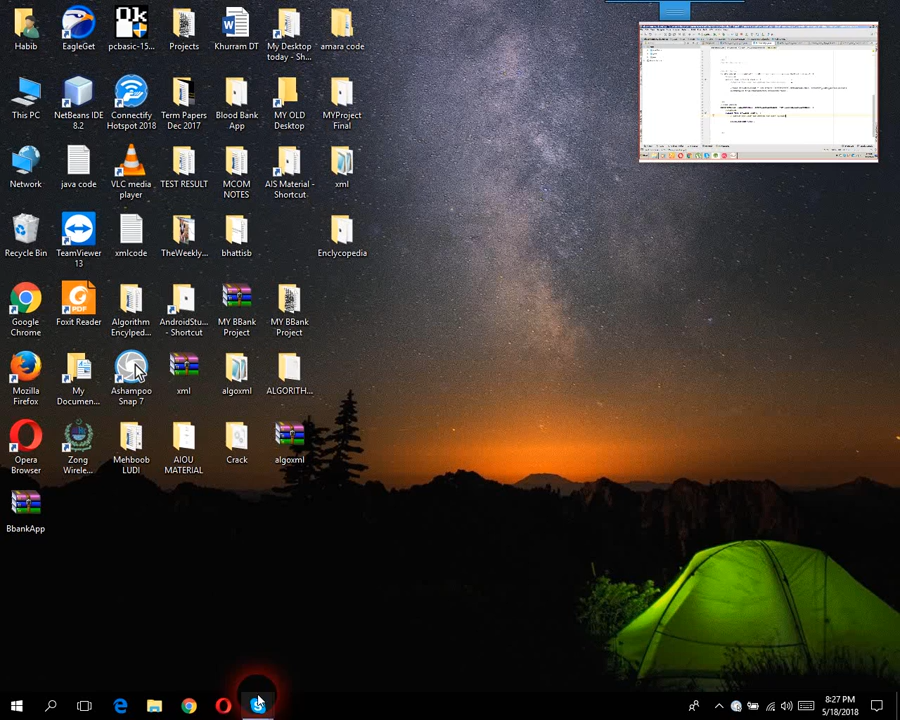 Habib
EagleGet
pcbasic-15...
Projects
Khurram DT
My Desktop
today - Sh...
amara code
This PC
NetBeans IDE
8.2
Connectify
Hotspot 2018
Term Papers
Dec 2017
Blood Bank
App
MY OLD
Desktop
MYProject
Final
Network
java code
VLC media
player
TEST RESULT
MCOM
NOTES
AIS Material -
Shortcut
xml
Recycle Bin
TeamViewer
13
xmlcode
TheWeekly...
bhattisb
Enclycopedia
Google
Chrome
Foxit Reader
Algorithm
Encylped...
AndroidStu...
- Shortcut
MY BBank
Project
MY BBank
Project
Mozilla
Firefox
My
Documen...
Ashampoo
Snap 7
xml
algoxml
ALGORITH...
Opera
Browser
Zong
Wirele...
Mehboob
LUDI
AIOU
MATERIAL
Crack
algoxml
BbankApp
8:27 PM
5/18/2018